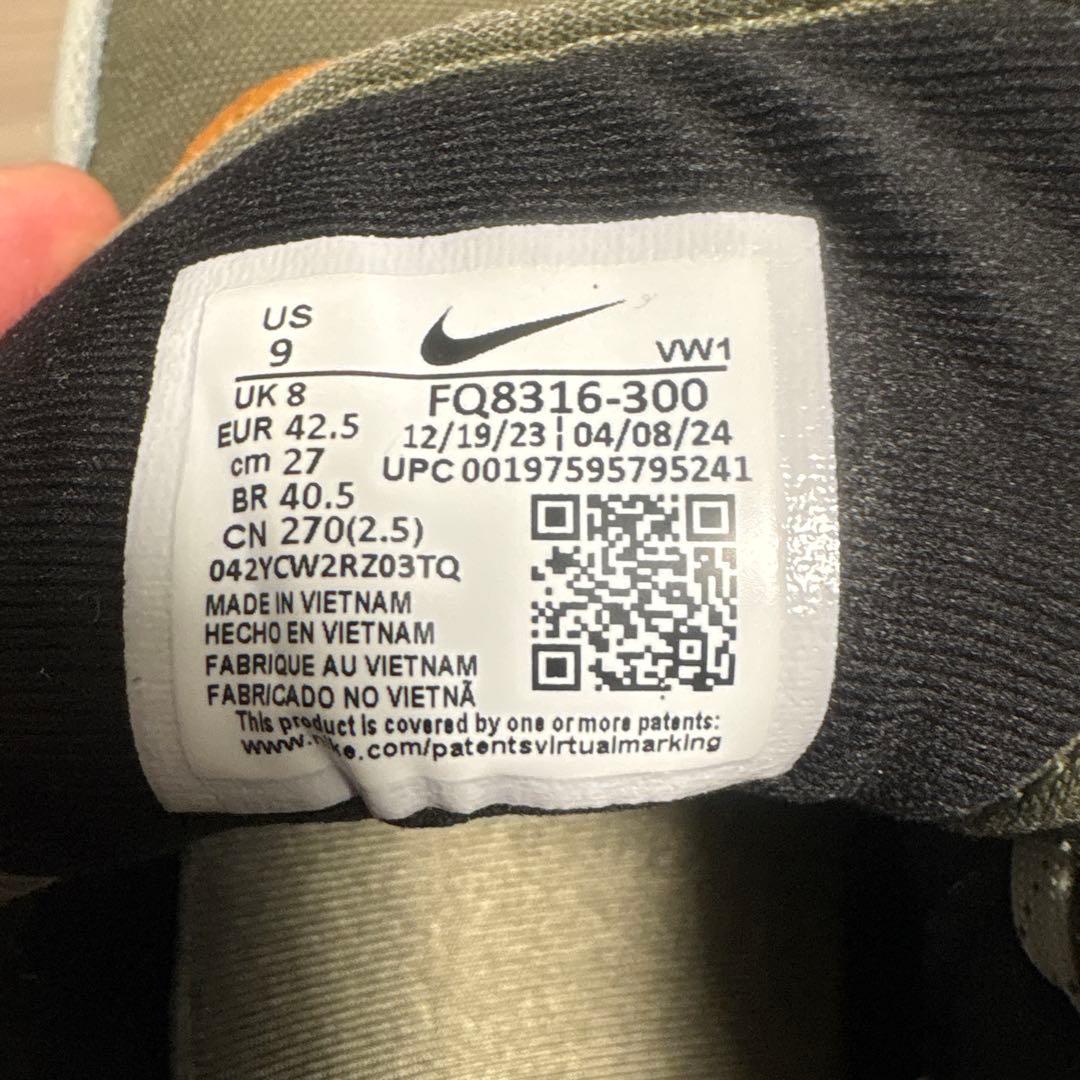 US
9
VW1
UK 8
FQ8316-300
EUR 42.5
12/19/23 | 04/08/24
cm 27
UPC 00197595795241
BR 40.5
CN 270(2.5)
042YCW2RZ03TQ
MADE IN VIETNAM
HECHO EN VIETNAM
FABRIQUE AU VIETNAM
FABRICADO NO VIETNÃ
This product is covered by one or more patents:
www.nike.com/patentsvirtualmarking